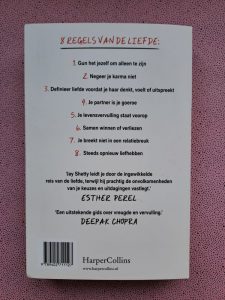 8 REGELS VAN DE LIEFDE:
1. Gun het jezelf om alleen te zijn
2. Negeer je karma niet
3. Definieer liefde voordat je haar denkt, voelt of uitspreekt
4. Je partner is je goeroe
5. Je levensvervulling staat voorop
6. Samen winnen of verliezen
7. Je breekt niet in een relatiebreuk
8. Steeds opnieuw liefhebben
'Jay Shetty leidt je door de ingewikkelde
reis van de liefde, terwijl hij prachtig de onvolkomenheden
van je keuzes en uitdagingen vastlegt.'
ESTHER PEREL
'Een uitstekende gids over vreugde en vervulling.'
DEEPAK CHOPRA
HarperCollins
www.harpercollins.nl